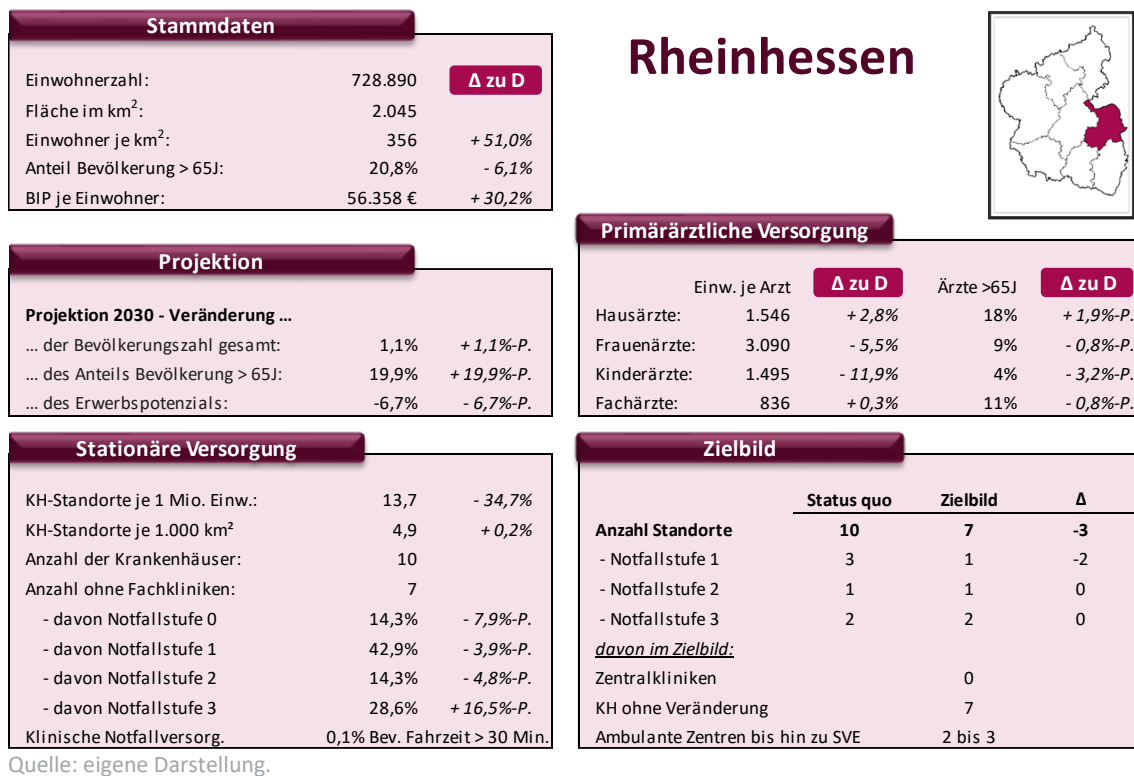 Rheinhessen
Stammdaten
Δ zu D
Einwohnerzahl: 728.890
Fläche im km²: 2.045
Einwohner je km²: 356 + 51,0%
Anteil Bevölkerung > 65J: 20,8% - 6,1%
BIP je Einwohner: 56.358 € + 30,2%
Projektion
Projektion 2030 - Veränderung ...
... der Bevölkerungszahl gesamt: 1,1% + 1,1%-P.
... des Anteils Bevölkerung > 65J: 19,9% + 19,9%-P.
... des Erwerbspotenzials: -6,7% - 6,7%-P.
Primärärztliche Versorgung
Einw. je Arzt Δ zu D Ärzte >65J Δ zu D
Hausärzte: 1.546 + 2,8% 18% + 1,9%-P.
Frauenärzte: 3.090 - 5,5% 9% - 0,8%-P.
Kinderärzte: 1.495 - 11,9% 4% - 3,2%-P.
Fachärzte: 836 + 0,3% 11% - 0,8%-P.
Stationäre Versorgung
KH-Standorte je 1 Mio. Einw.: 13,7 - 34,7%
KH-Standorte je 1.000 km² 4,9 + 0,2%
Anzahl der Krankenhäuser: 10
Anzahl ohne Fachkliniken: 7
- davon Notfallstufe 0 14,3% - 7,9%-P.
- davon Notfallstufe 1 42,9% - 3,9%-P.
- davon Notfallstufe 2 14,3% - 4,8%-P.
- davon Notfallstufe 3 28,6% + 16,5%-P.
Klinische Notfallversorg. 0,1% Bev. Fahrzeit > 30 Min.
Zielbild
Status quo Zielbild Δ
Anzahl Standorte 10 7 -3
- Notfallstufe 1 3 1 -2
- Notfallstufe 2 1 1 0
- Notfallstufe 3 2 2 0
davon im Zielbild:
Zentralkliniken 0
KH ohne Veränderung 7
Ambulante Zentren bis hin zu SVE 2 bis 3
Quelle: eigene Darstellung.